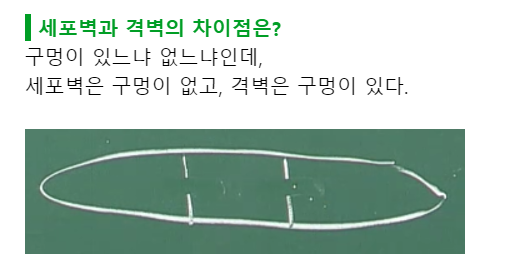 세포벽과 격벽의 차이점은?
구멍이 있느냐 없느냐인데,
세포벽은 구멍이 없고, 격벽은 구멍이 있다.